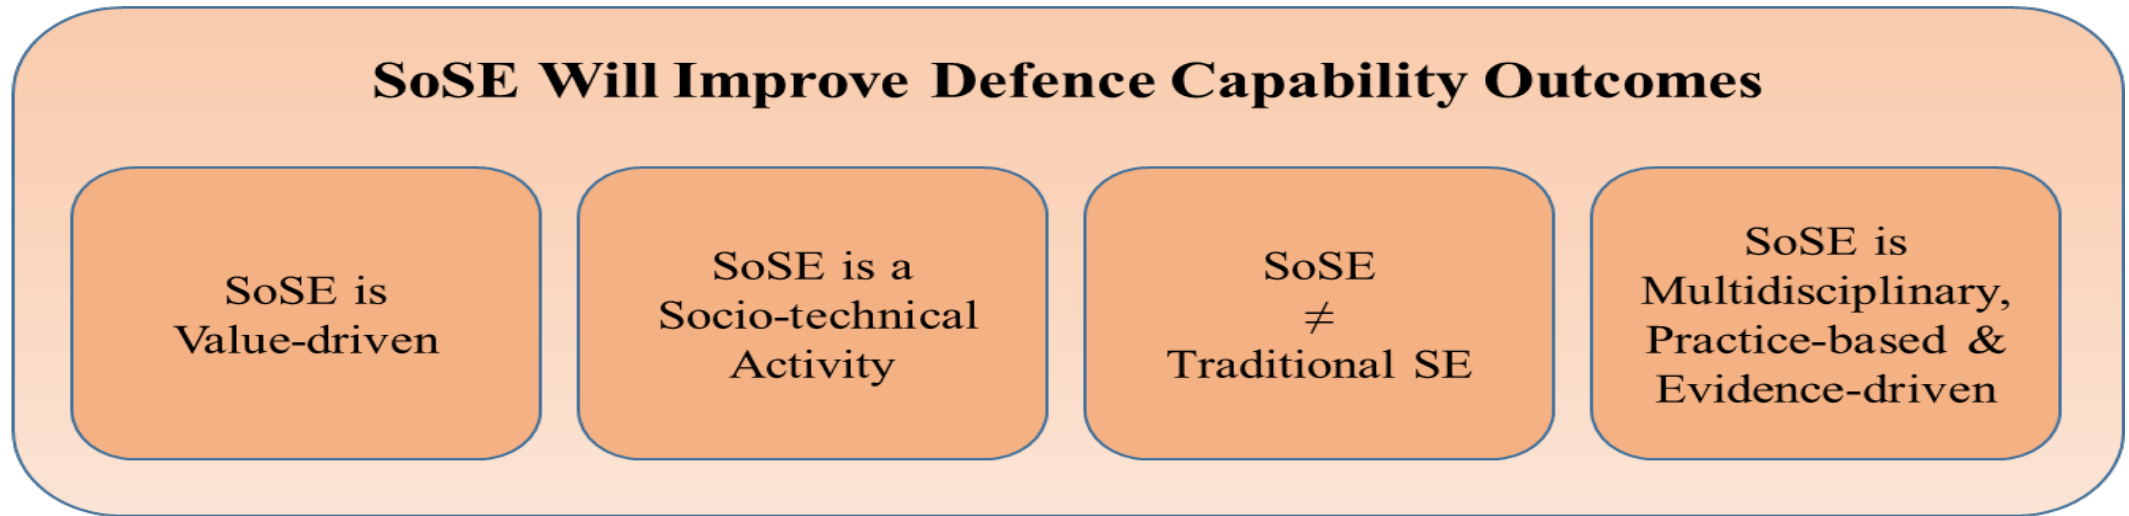 SoSE Will Improve Defence Capability Outcomes
SoSE is
Value-driven
SoSE is a
Socio-technical
Activity
SoSE
≠
Traditional SE
SoSE is
Multidisciplinary,
Practice-based &
Evidence-driven